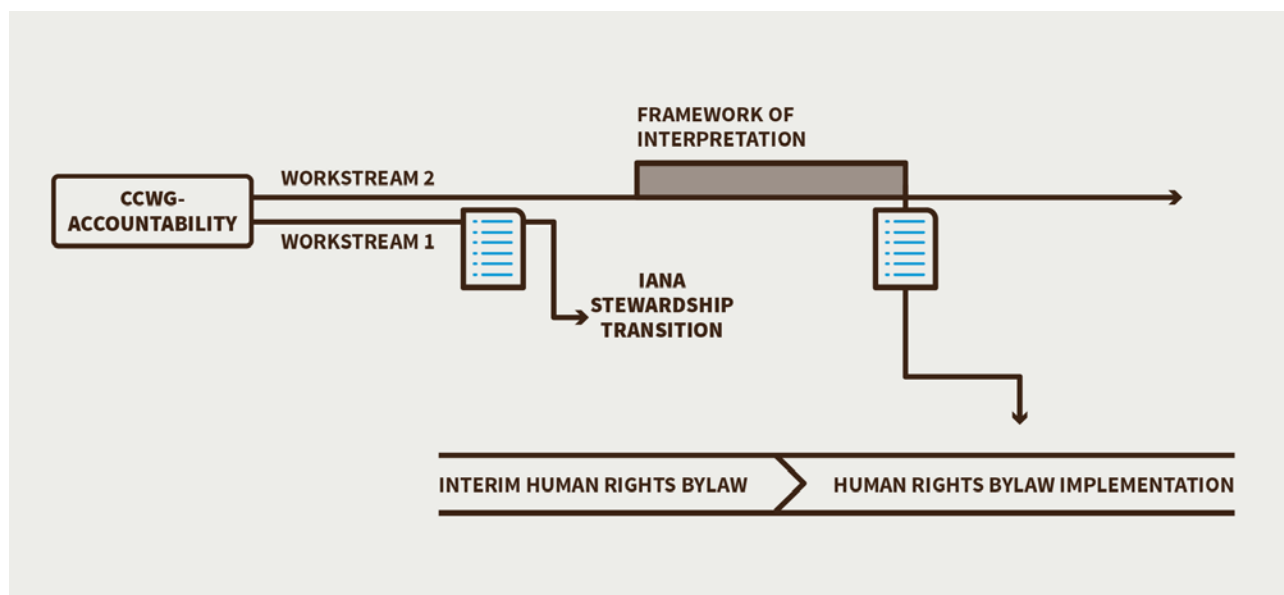 FRAMEWORK OF
INTERPRETATION
WORKSTREAM 2
CCWG-
ACCOUNTABILITY
WORKSTREAM 1
IANA
STEWARDSHIP
TRANSITION
INTERIM HUMAN RIGHTS BYLAW
HUMAN RIGHTS BYLAW IMPLEMENTATION